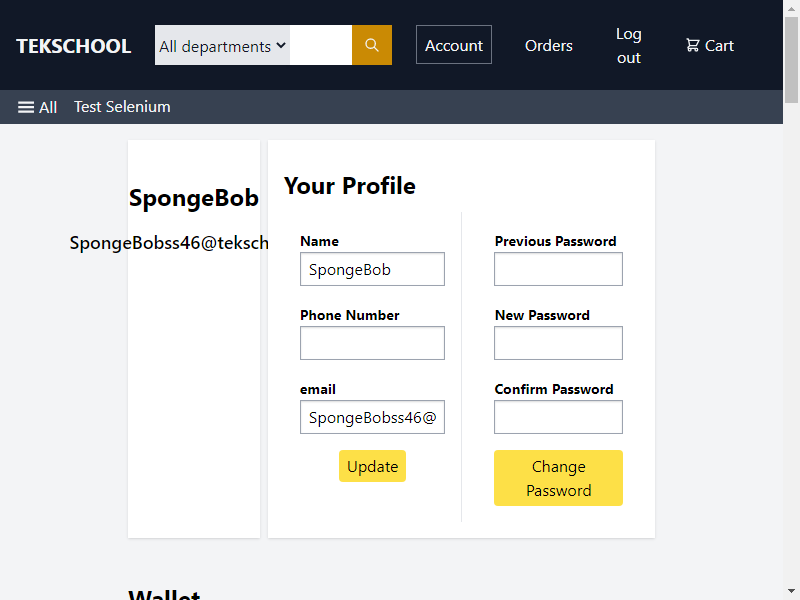 TEKSCHOOL
All departments
Account
Orders
Log out
Cart
All
Test Selenium
SpongeBob
SpongeBobss46@teksch
Your Profile
Name
SpongeBob
Phone Number
email
SpongeBobss46@
Update
Previous Password
New Password
Confirm Password
Change
Password
Wallet